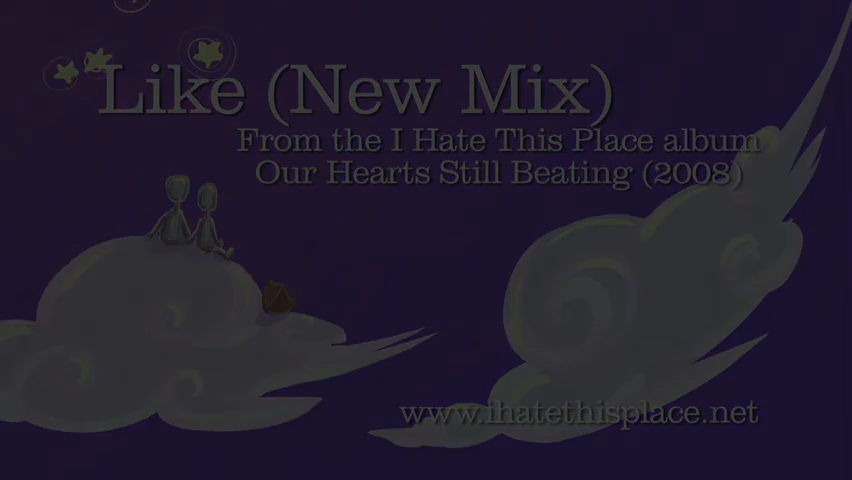 Like (New Mix)
From the I Hate This Place album
Our Hearts Still Beating (2008)
www.ihatethisplace.net